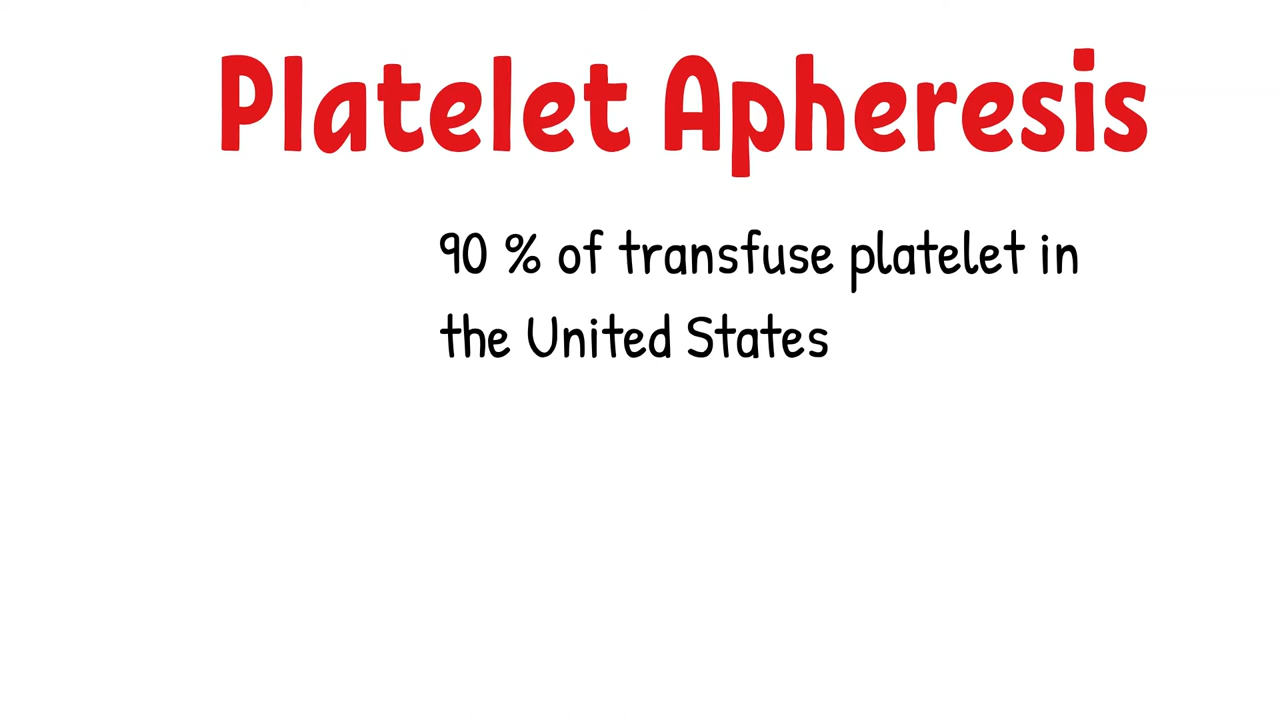 Platelet Apheresis
90 % of transfuse platelet in
the United States